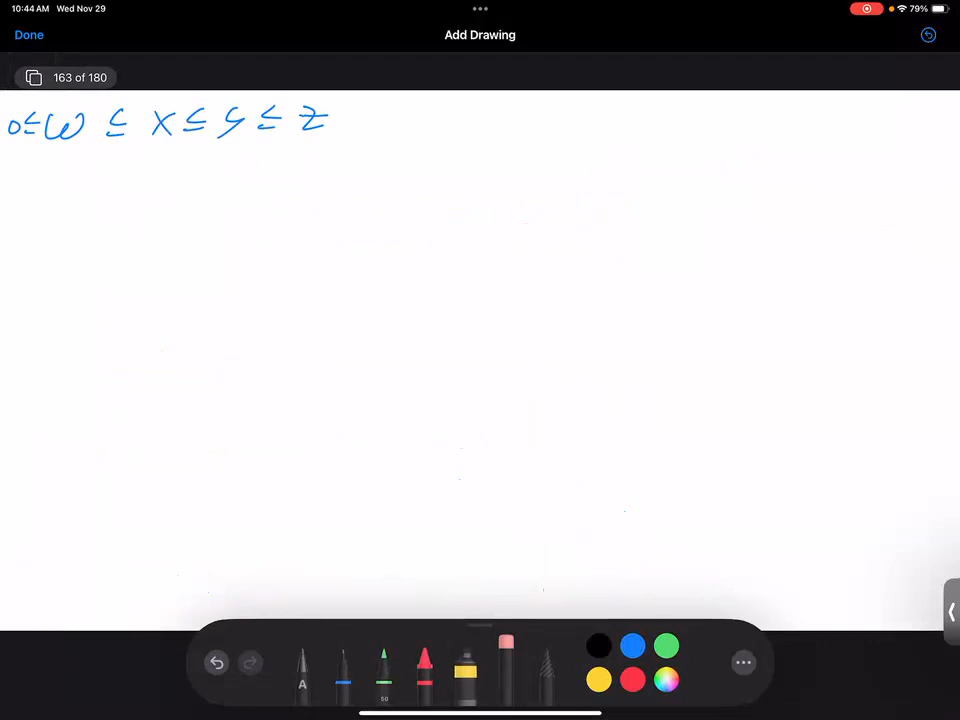 10:44 AM Wed Nov 29
79%
Done
Add Drawing
163 of 180
0 ≤ w ≤ x ≤ y ≤ z
A
50